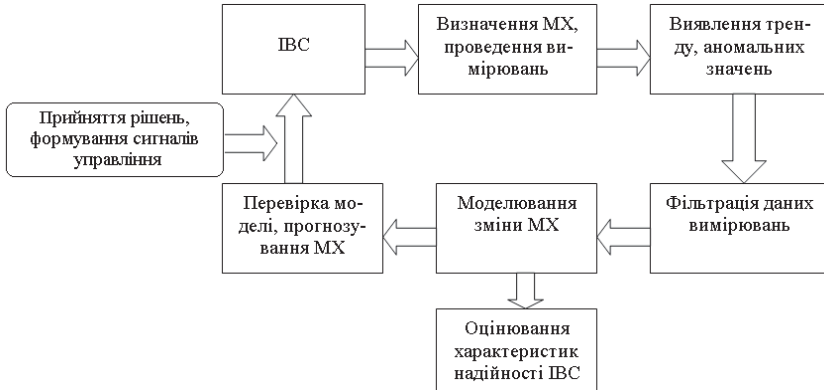 ІВС
Визначення МХ,
проведення ви-
мірювань
Виявлення трен-
ду, аномальних
значень
Прийняття рішень,
формування сигналів
управління
Перевірка мо-
делі, прогнозу-
вання МХ
Моделювання
зміни МХ
Фільтрація даних
вимірювань
Оцінювання
характеристик
надійності ІВС